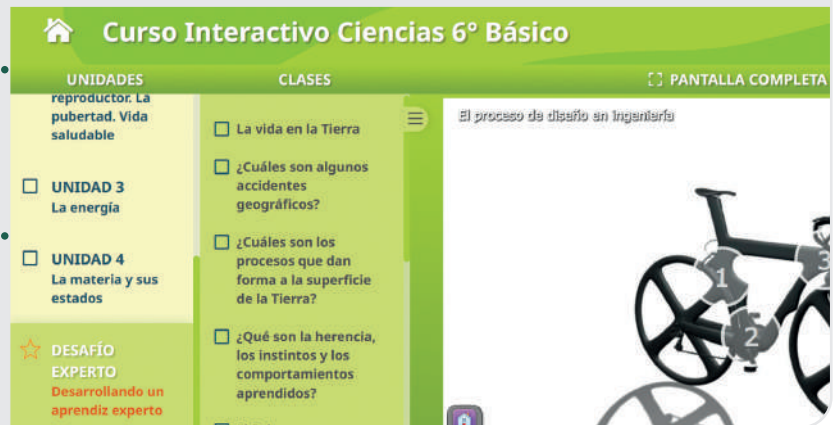 Curso Interactivo Ciencias 6° Básico
UNIDADES
CLASES
PANTALLA COMPLETA
reproductor. La
pubertad. Vida
saludable
UNIDAD 3
La energía
UNIDAD 4
La materia y sus
estados
DESAFÍO
EXPERTO
Desarrollando un
aprendiz experto
La vida en la Tierra
¿Cuáles son algunos
accidentes
geográficos?
¿Cuáles son los
procesos que dan
forma a la superficie
de la Tierra?
¿Qué son la herencia,
los instintos y los
comportamientos
aprendidos?
El proceso de diseño en ingeniería
1
2
3